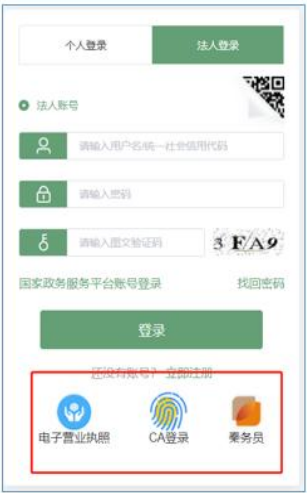 个人登录 法人登录
法人账号
请输入用户名/统一社会信用代码
请输入密码
请输入图文验证码 3 F A 9
国家政务服务平台账号登录 找回密码
登录
还没有账号？ 立即注册
电子营业执照 CA登录 秦务员